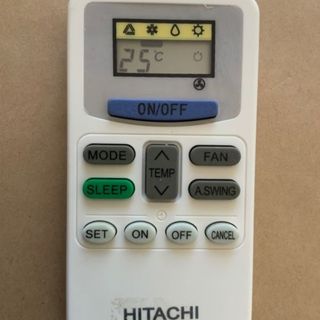 25°C
ON/OFF
MODE
FAN
TEMP
SLEEP
A.SWING
SET
ON
OFF
CANCEL
HITACHI